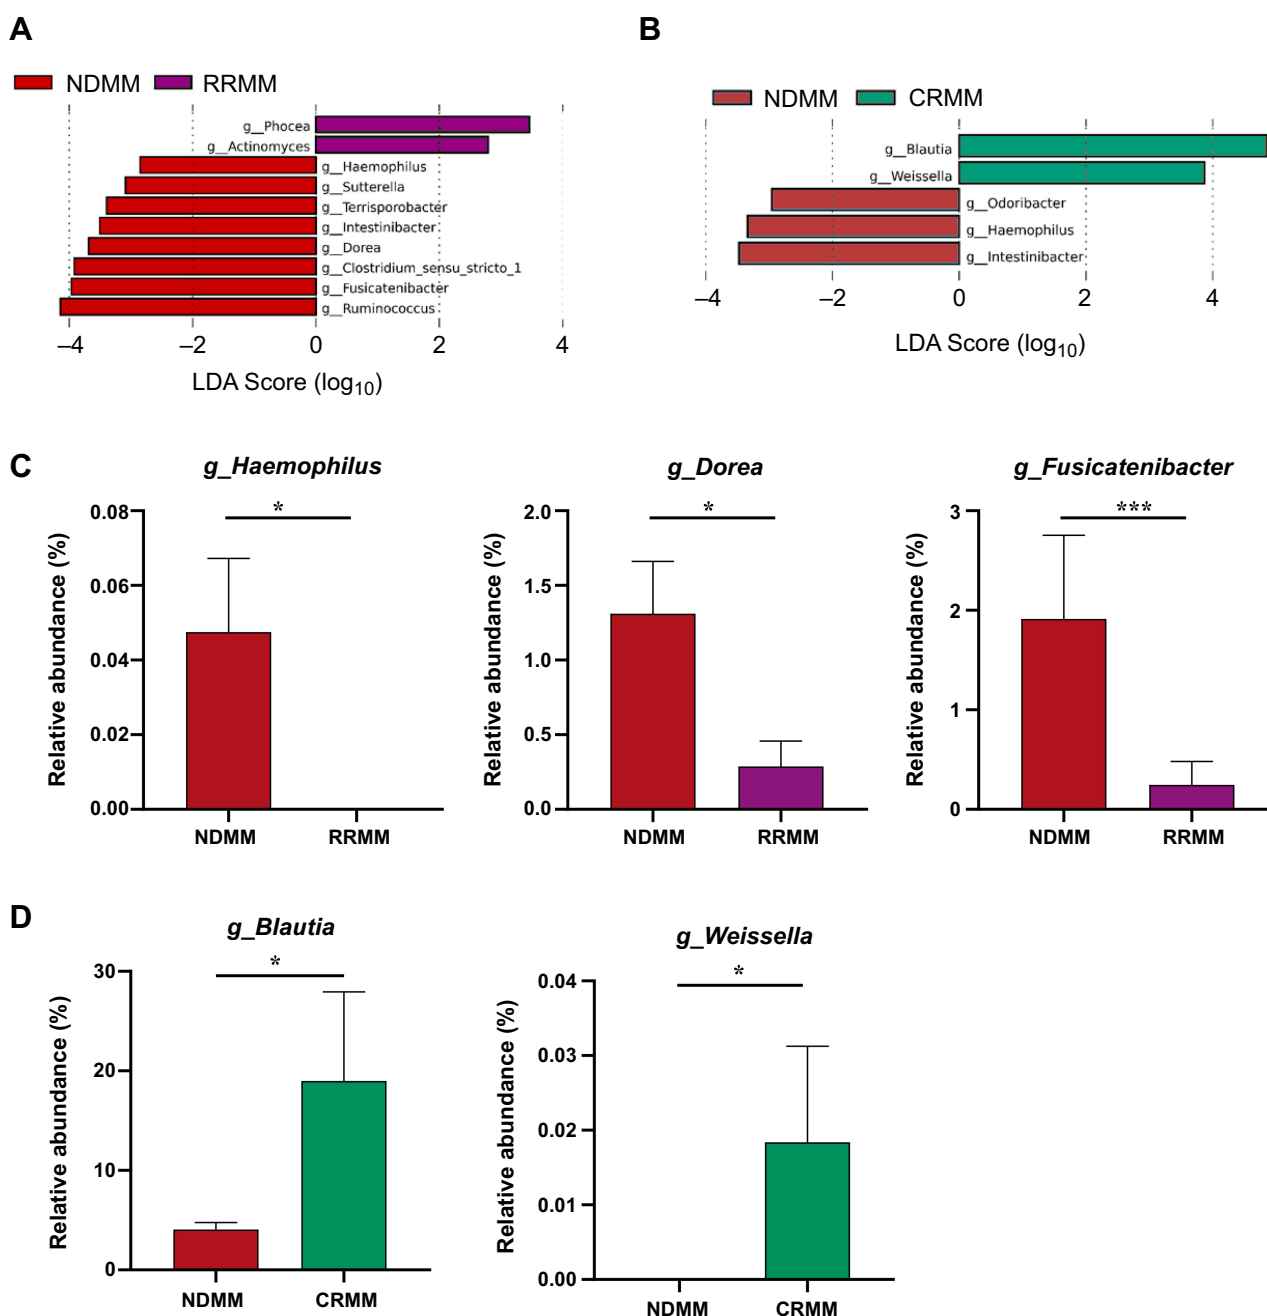 A
NDMM RRMM
g__Phocea
g__Actinomyces
g__Haemophilus
g__Sutterella
g__Terrisporobacter
g__Intestinibacter
g__Dorea
g__Clostridium_sensu_stricto_1
g__Fusicatenibacter
g__Ruminococcus
–4 –2 0 2 4
LDA Score (log10)
B
NDMM CRMM
g__Blautia
g__Weissella
g__Odoribacter
g__Haemophilus
g__Intestinibacter
–4 –2 0 2 4
LDA Score (log10)
C
g_Haemophilus
*
Relative abundance (%)
0.08
0.06
0.04
0.02
0.00
NDMM RRMM
g_Dorea
*
Relative abundance (%)
2.0
1.5
1.0
0.5
0.0
NDMM RRMM
g_Fusicatenibacter
***
Relative abundance (%)
3
2
1
0
NDMM RRMM
D
g_Blautia
*
Relative abundance (%)
30
20
10
0
NDMM CRMM
g_Weissella
*
Relative abundance (%)
0.04
0.03
0.02
0.01
0.00
NDMM CRMM